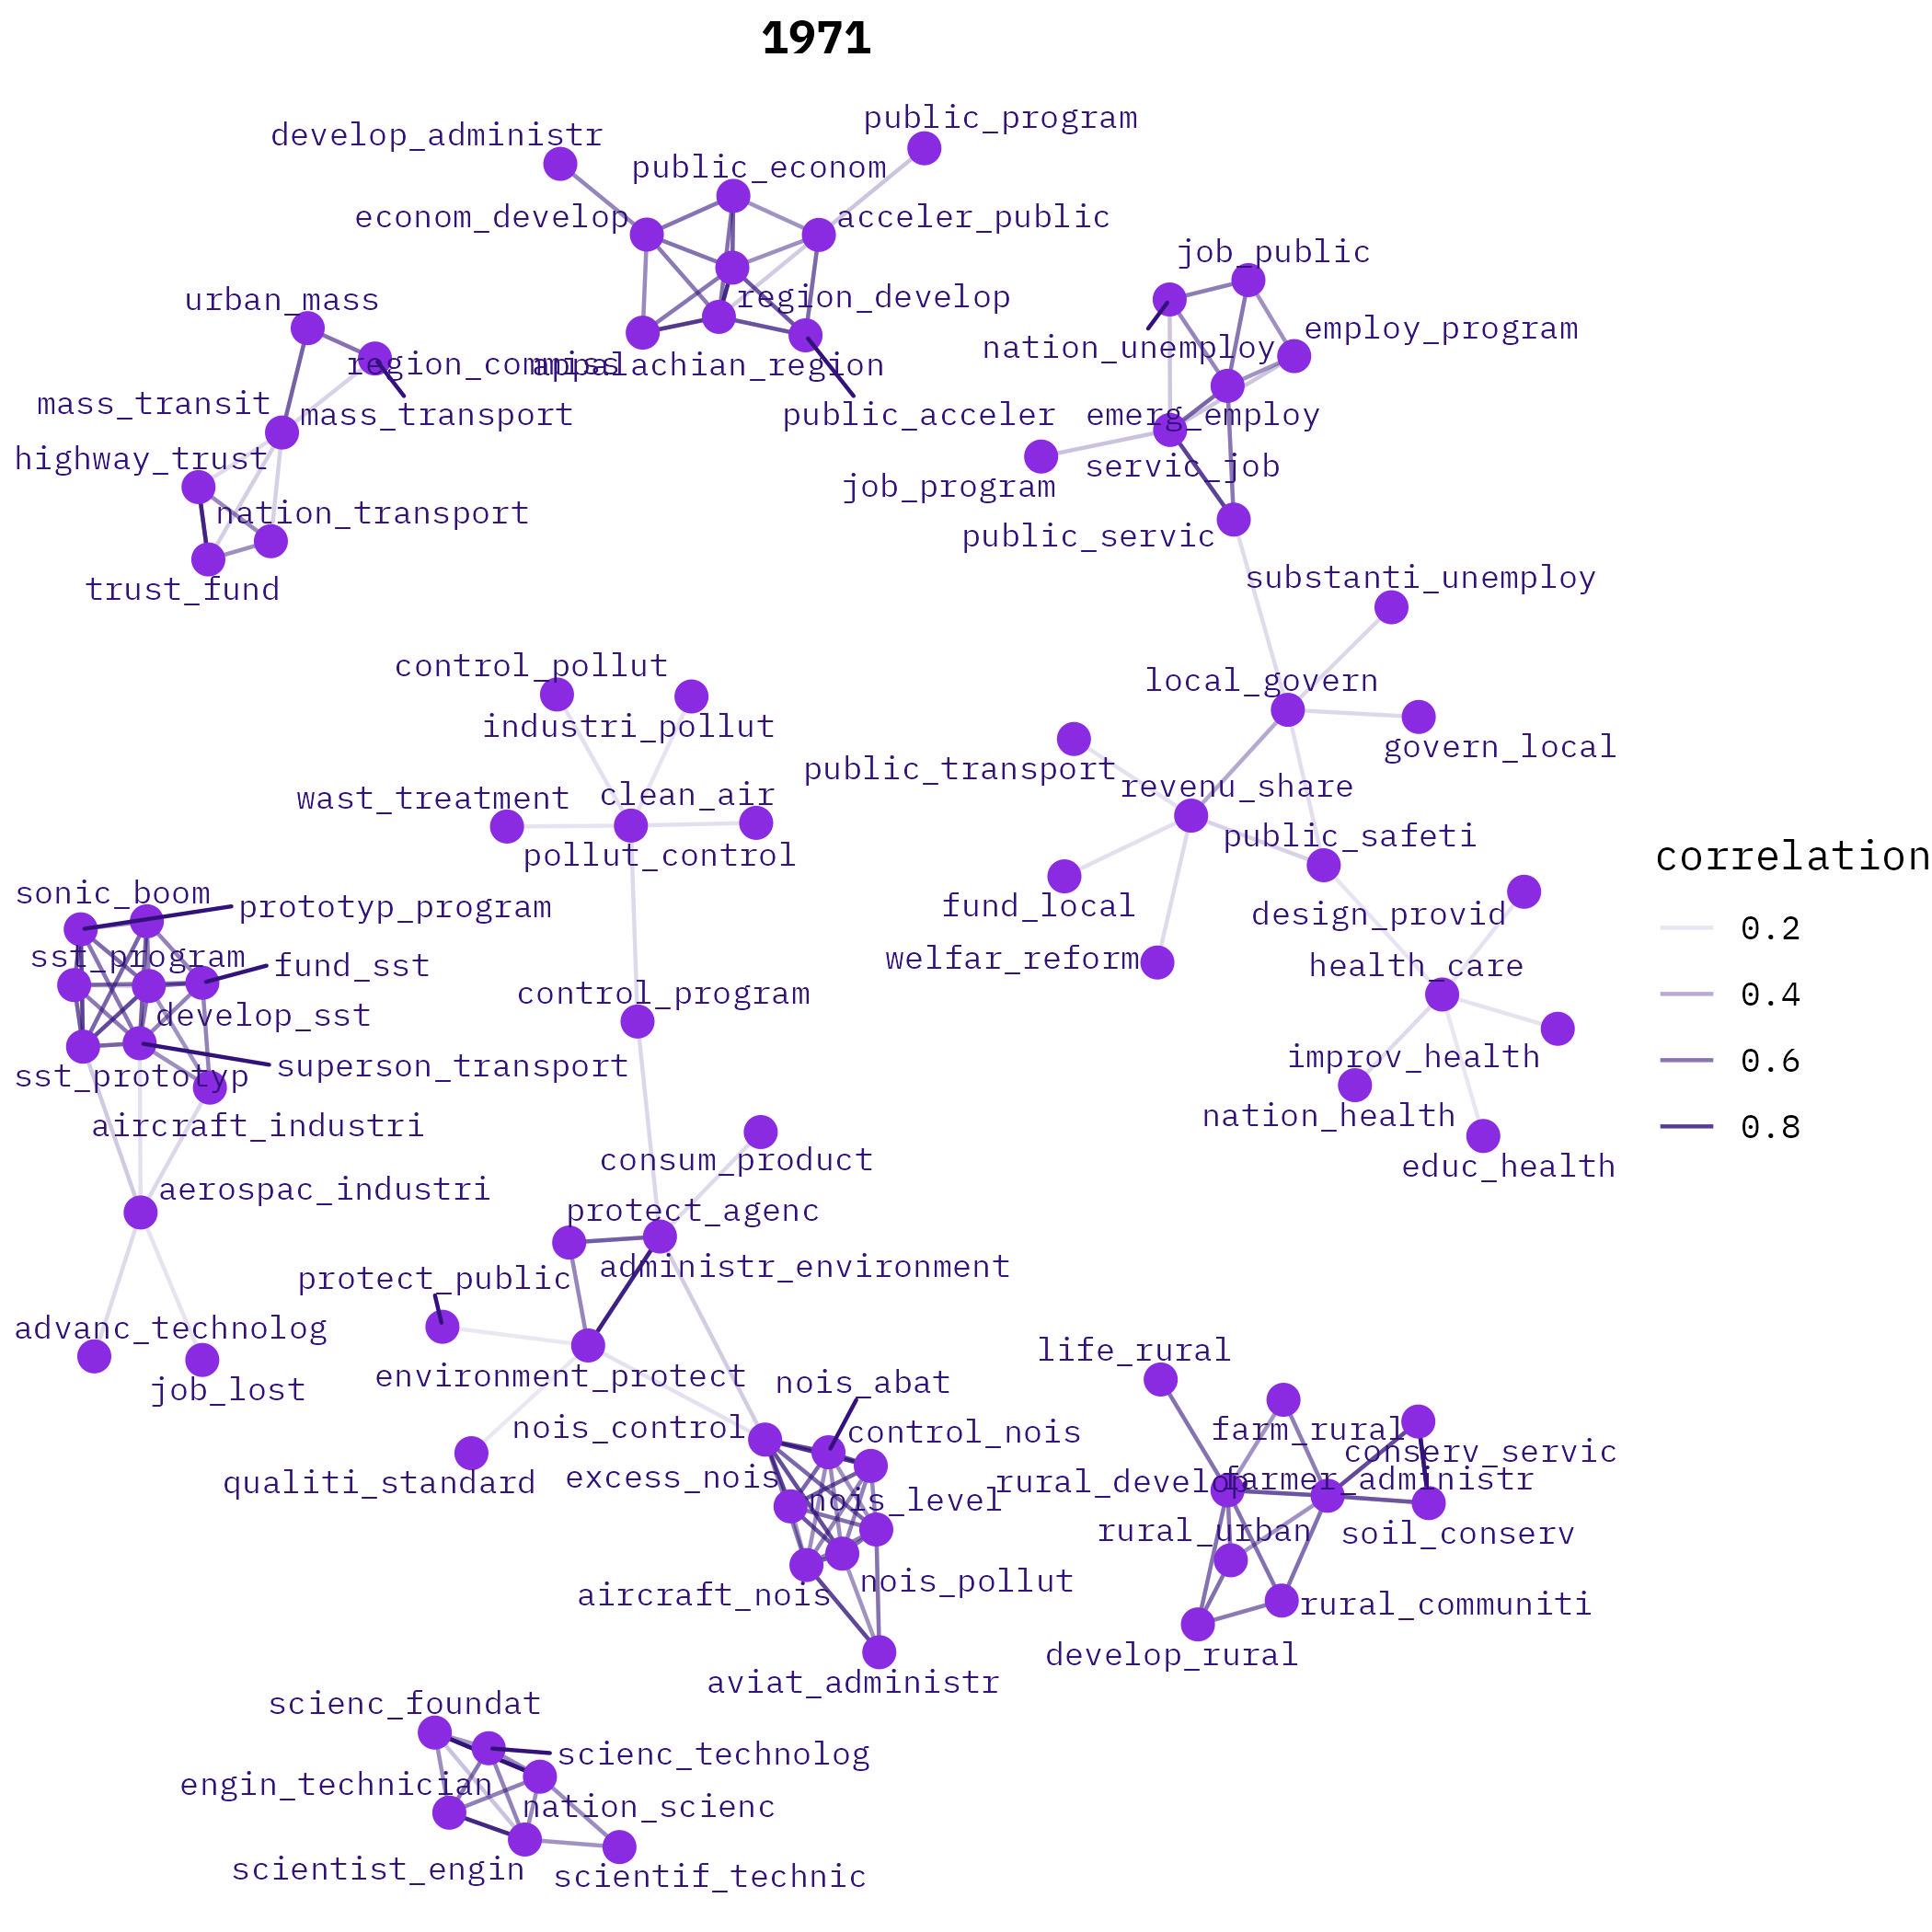 1971
public_program
develop_administr
public_econom
econom_develop
acceler_public
job_public
region_develop
urban_mass
employ_program
nation_unemploy
region_commiss
appalachian_region
mass_transit
mass_transport
public_acceler
emerg_employ
highway_trust
servic_job
job_program
nation_transport
public_servic
trust_fund
substanti_unemploy
control_pollut
local_govern
industri_pollut
govern_local
public_transport
revenu_share
wast_treatment
clean_air
public_safeti
pollut_control
correlation
sonic_boom
prototyp_program
fund_local
design_provid
0.2
sst_program
fund_sst
welfar_reform
health_care
control_program
0.4
develop_sst
superson_transport
improv_health
0.6
sst_prototyp
nation_health
aircraft_industri
0.8
consum_product
educ_health
aerospac_industri
protect_agenc
administr_environment
protect_public
advanc_technolog
life_rural
environment_protect
nois_abat
job_lost
nois_control
control_nois
farm_rural
conserv_servic
qualiti_standard
excess_nois
rural_develop
farmer_administr
nois_level
rural_urban
soil_conserv
aircraft_nois
nois_pollut
rural_communiti
develop_rural
aviat_administr
scienc_foundat
scienc_technolog
engin_technician
nation_scienc
scientist_engin
scientif_technic